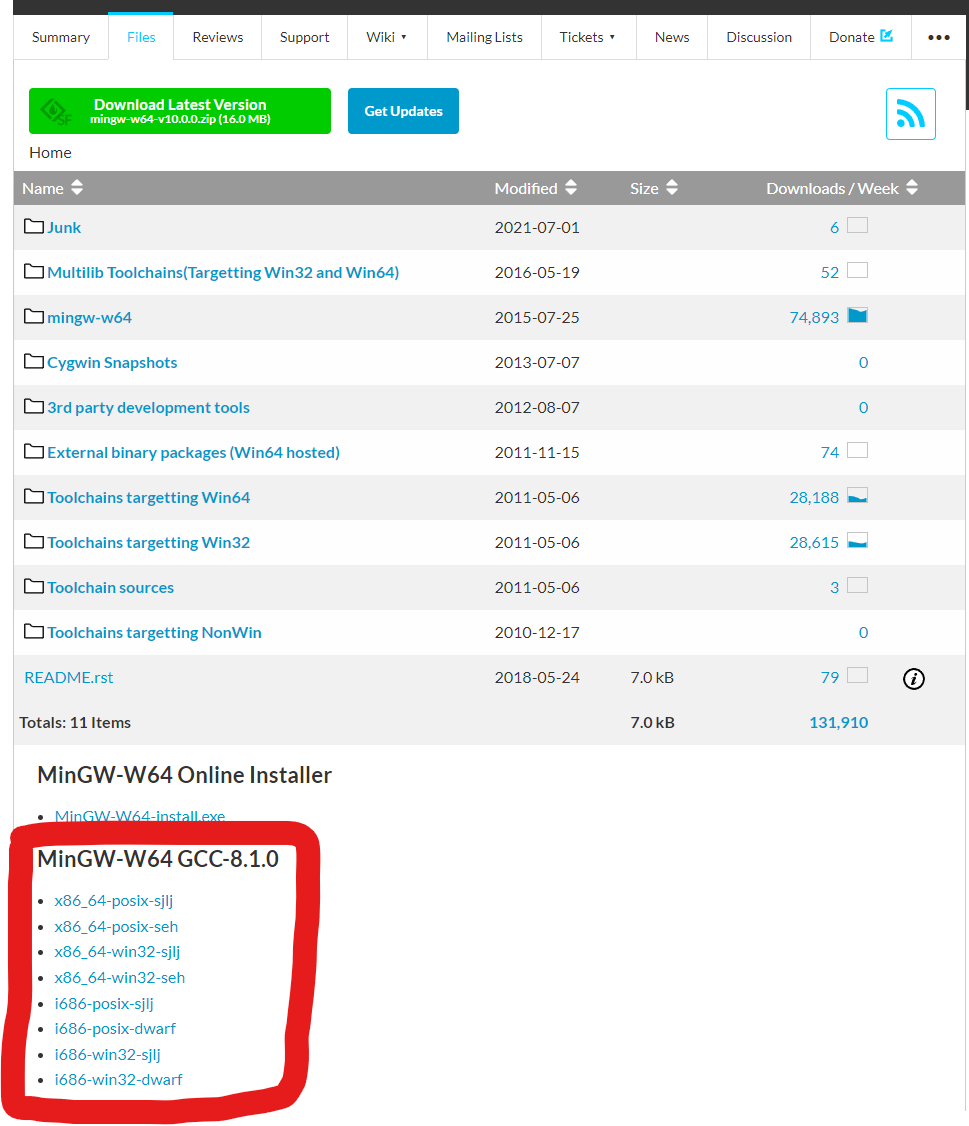 Summary Files Reviews Support Wiki ▾ Mailing Lists Tickets ▾ News Discussion Donate •••
Download Latest Version
mingw-w64-v10.0.0.zip (16.0 MB)
SF
Get Updates
Home
Name Modified Size Downloads / Week
Junk 2021-07-01 6
Multilib Toolchains(Targetting Win32 and Win64) 2016-05-19 52
mingw-w64 2015-07-25 74,893
Cygwin Snapshots 2013-07-07 0
3rd party development tools 2012-08-07 0
External binary packages (Win64 hosted) 2011-11-15 74
Toolchains targetting Win64 2011-05-06 28,188
Toolchains targetting Win32 2011-05-06 28,615
Toolchain sources 2011-05-06 3
Toolchains targetting NonWin 2010-12-17 0
README.rst 2018-05-24 7.0 kB 79 i
Totals: 11 Items 7.0 kB 131,910
MinGW-W64 Online Installer
• MinGW-W64-install.exe
MinGW-W64 GCC-8.1.0
• x86_64-posix-sjlj
• x86_64-posix-seh
• x86_64-win32-sjlj
• x86_64-win32-seh
• i686-posix-sjlj
• i686-posix-dwarf
• i686-win32-sjlj
• i686-win32-dwarf